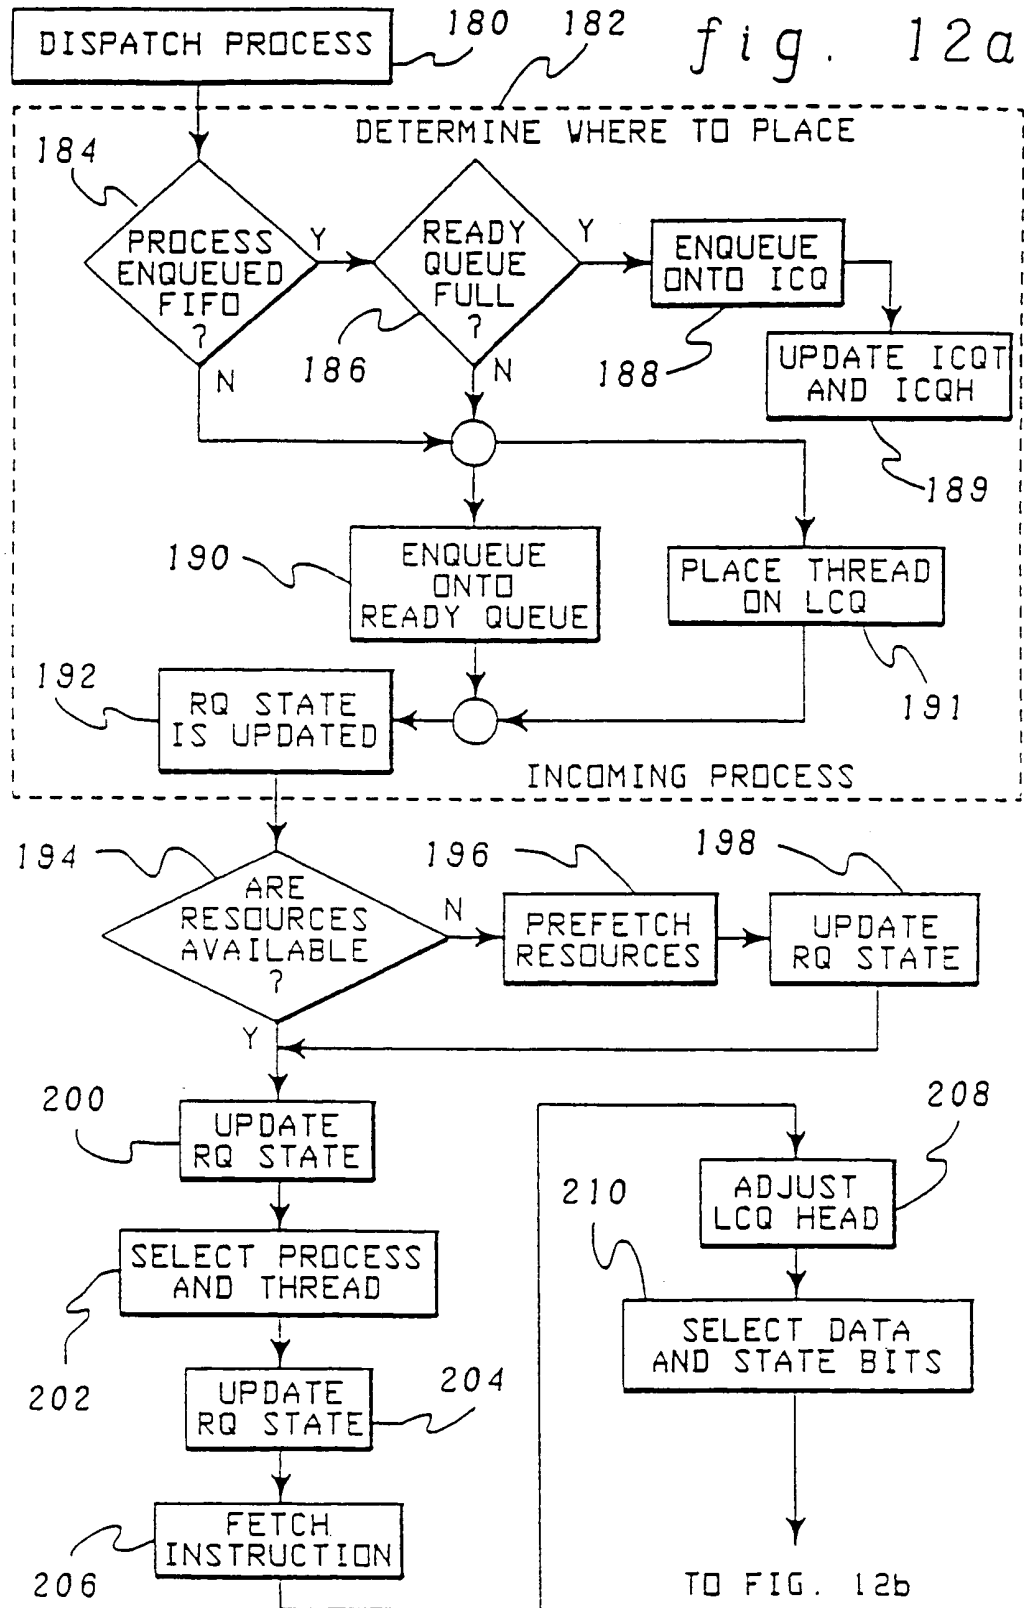 DISPATCH PROCESS
180
182
fig. 12a
DETERMINE WHERE TO PLACE
184
PROCESS
ENQUEUED
FIFO
?
Y
N
READY
QUEUE
FULL
?
186
Y
N
ENQUEUE
ONTO ICQ
188
UPDATE ICQT
AND ICQH
189
190
ENQUEUE
ONTO
READY QUEUE
PLACE THREAD
ON LCQ
191
192
RQ STATE
IS UPDATED
INCOMING PROCESS
194
ARE
RESOURCES
AVAILABLE
?
N
Y
196
PREFETCH
RESOURCES
198
UPDATE
RQ STATE
200
UPDATE
RQ STATE
SELECT PROCESS
AND THREAD
202
UPDATE
RQ STATE
204
FETCH
INSTRUCTION
206
208
ADJUST
LCQ HEAD
210
SELECT DATA
AND STATE BITS
TO FIG. 12b